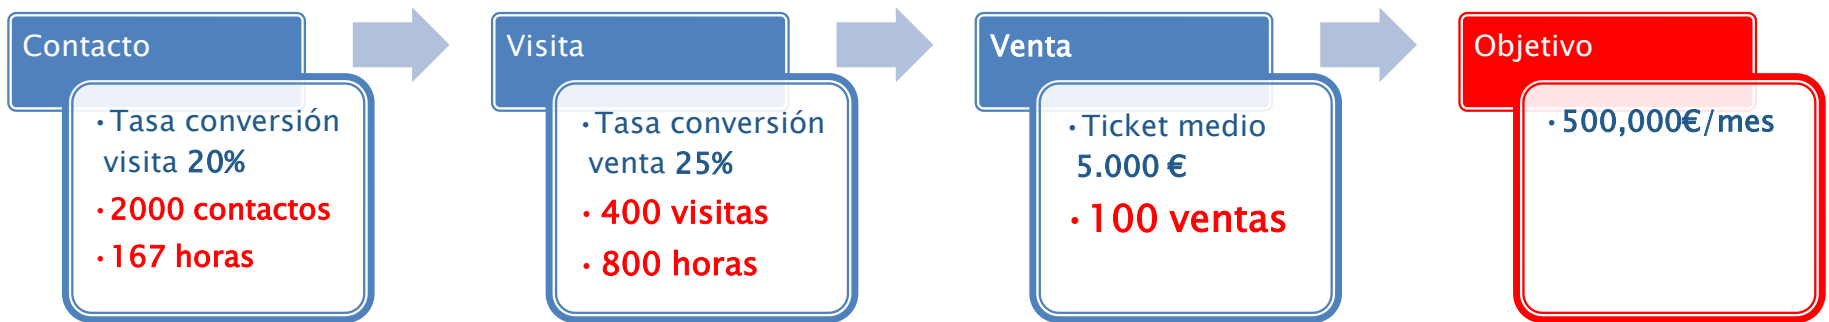 Contacto
• Tasa conversión
visita 20%
• 2000 contactos
• 167 horas
Visita
• Tasa conversión
venta 25%
• 400 visitas
• 800 horas
Venta
• Ticket medio
5.000 €
• 100 ventas
Objetivo
• 500,000€/mes